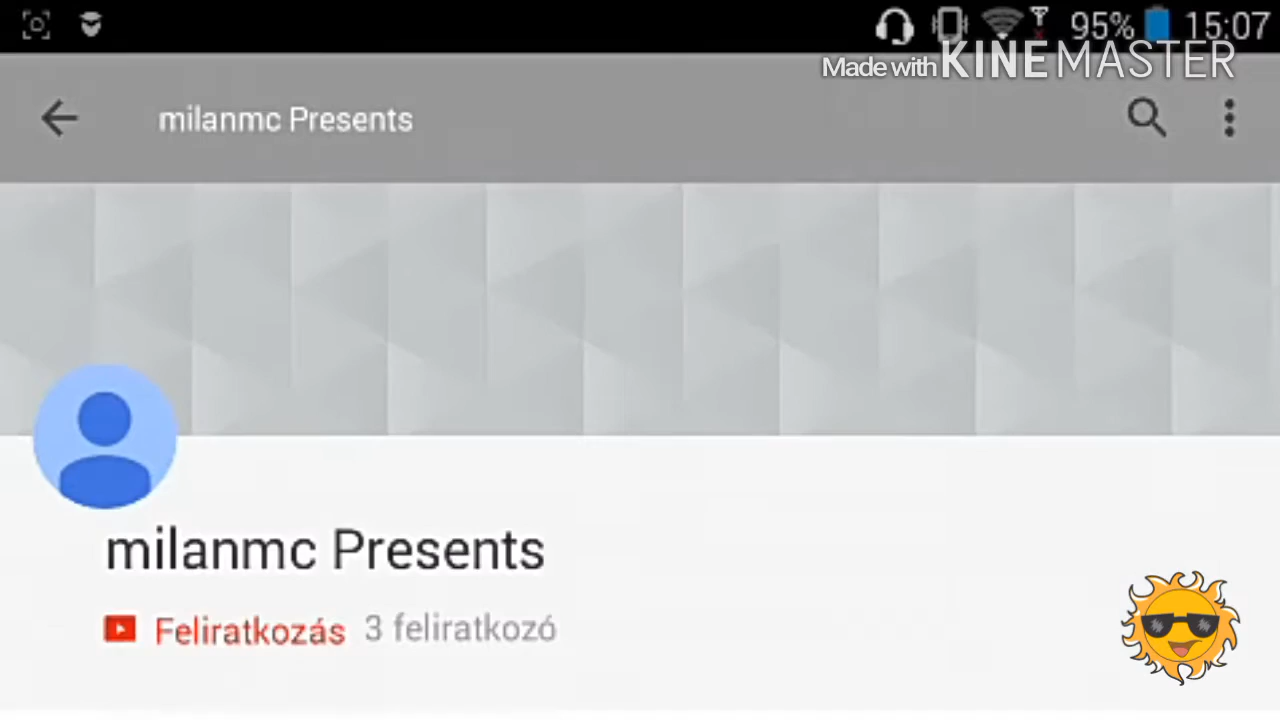 95% 15:07
Made with KINEMASTER
milanmc Presents
milanmc Presents
Feliratkozás 3 feliratkozó